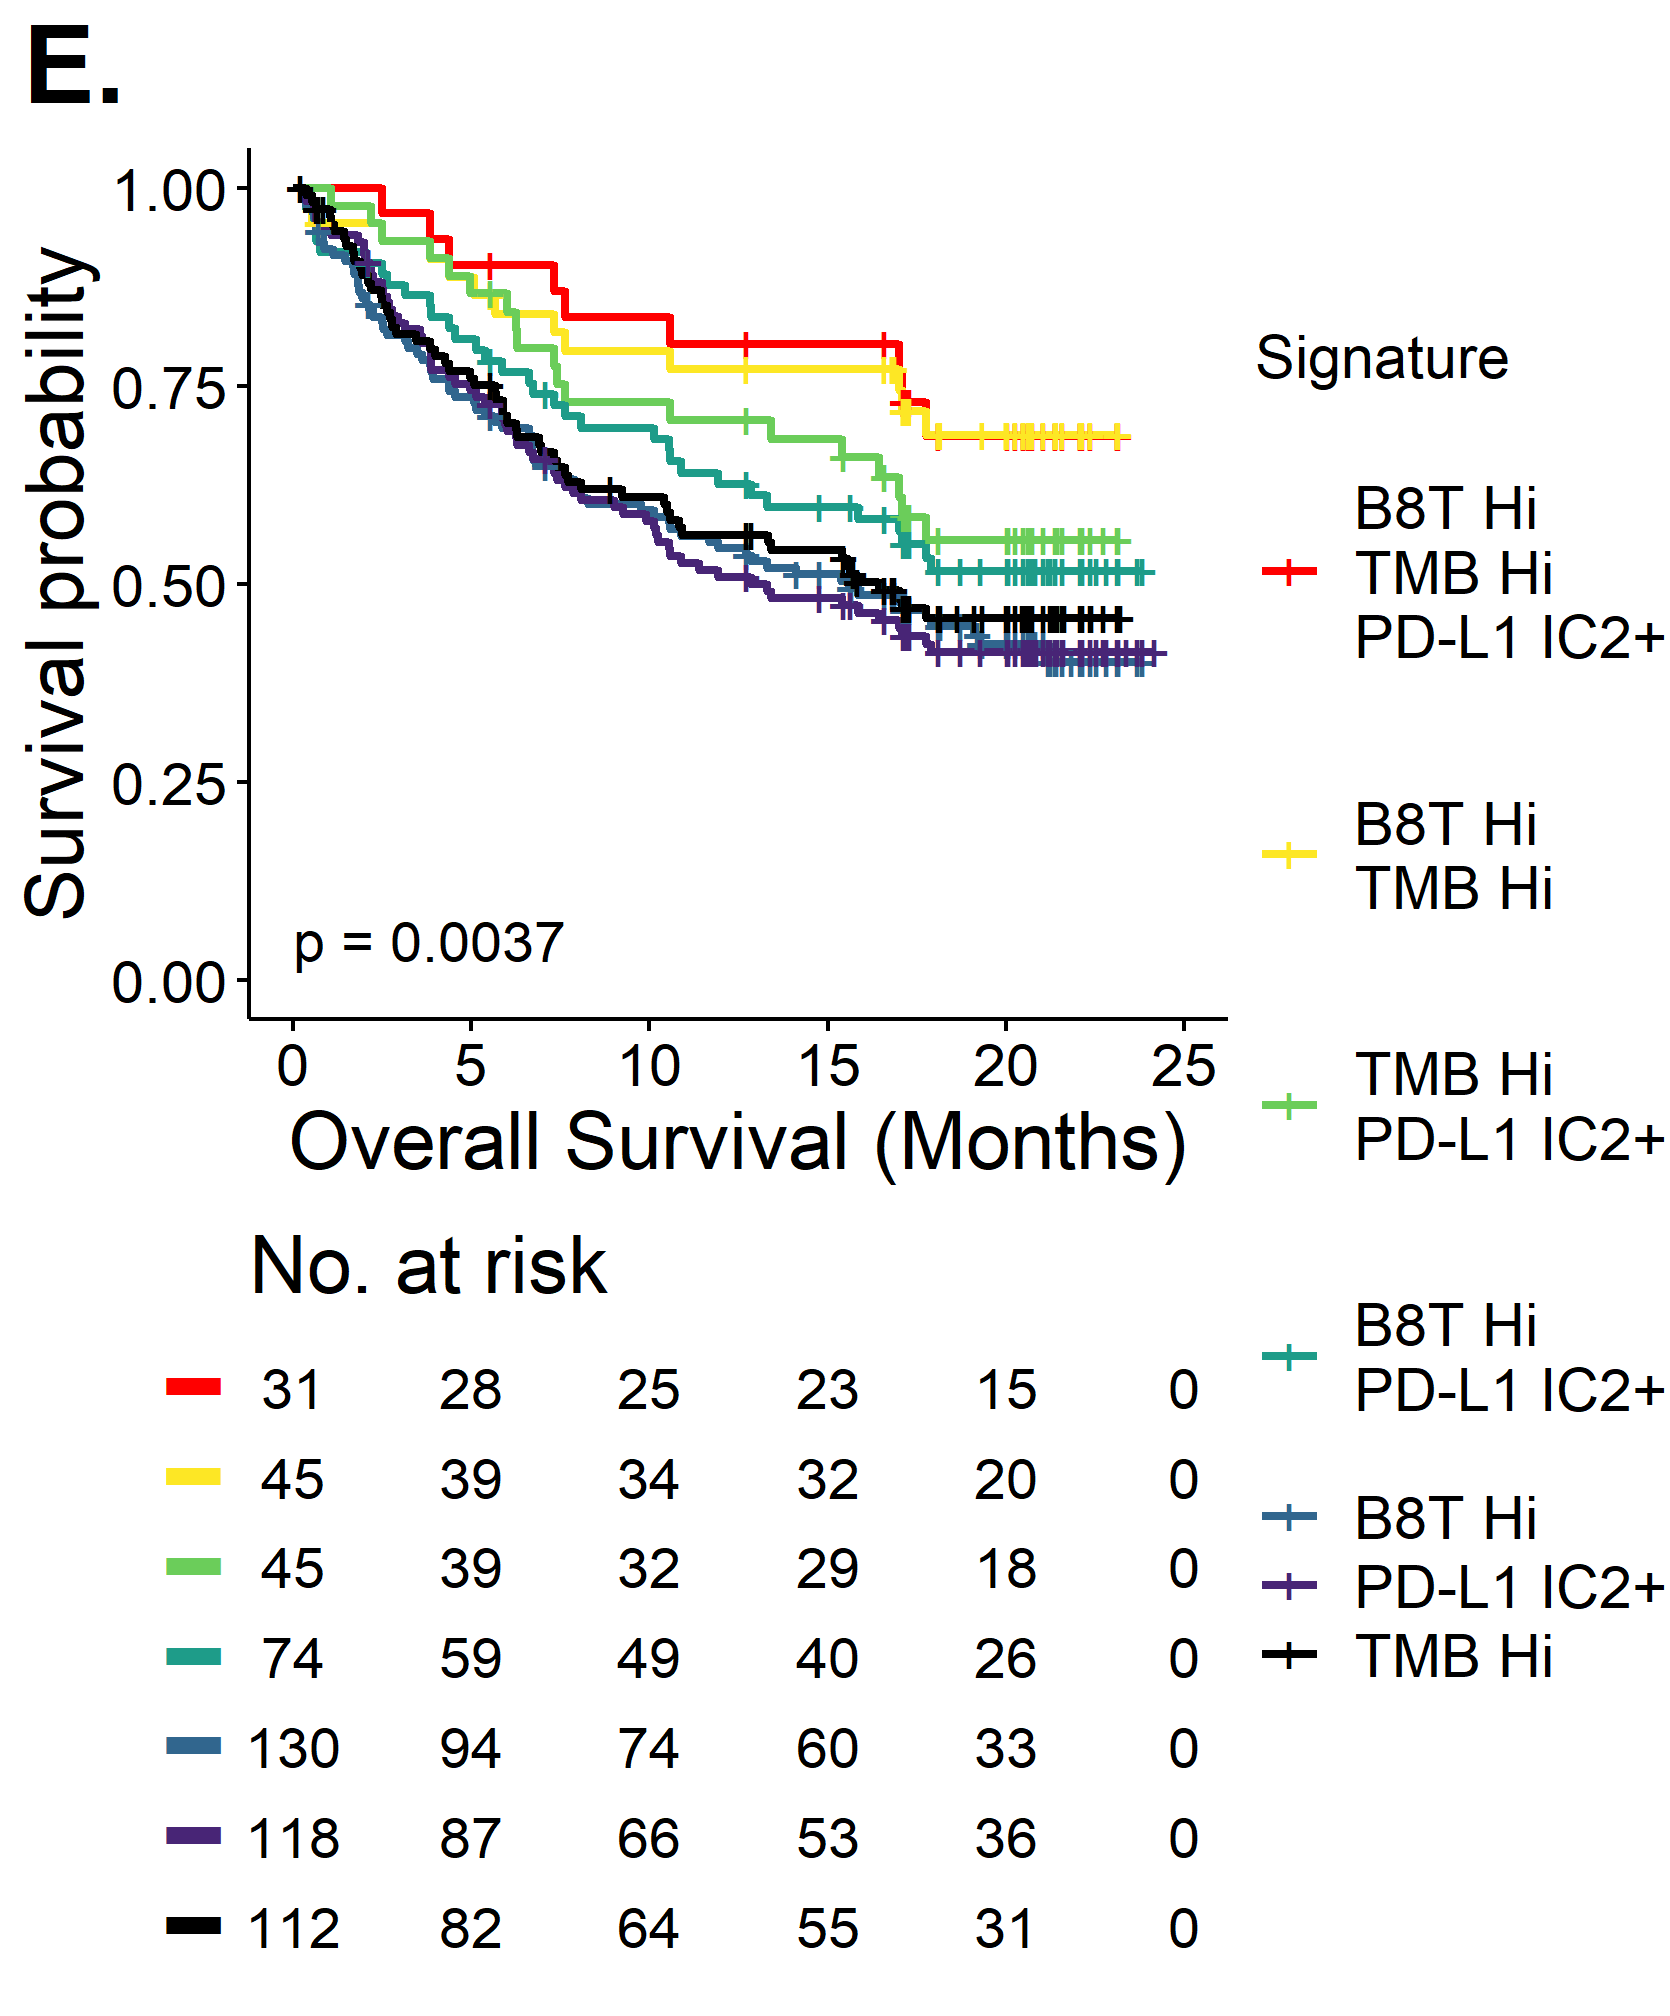 E.
Survival probability
1.00
0.75
0.50
0.25
0.00
p = 0.0037
0 5 10 15 20 25
Overall Survival (Months)
Signature
B8T Hi
TMB Hi
PD-L1 IC2+
B8T Hi
TMB Hi
TMB Hi
PD-L1 IC2+
B8T Hi
PD-L1 IC2+
B8T Hi
PD-L1 IC2+
TMB Hi
No. at risk
31 28 25 23 15 0
45 39 34 32 20 0
45 39 32 29 18 0
74 59 49 40 26 0
130 94 74 60 33 0
118 87 66 53 36 0
112 82 64 55 31 0